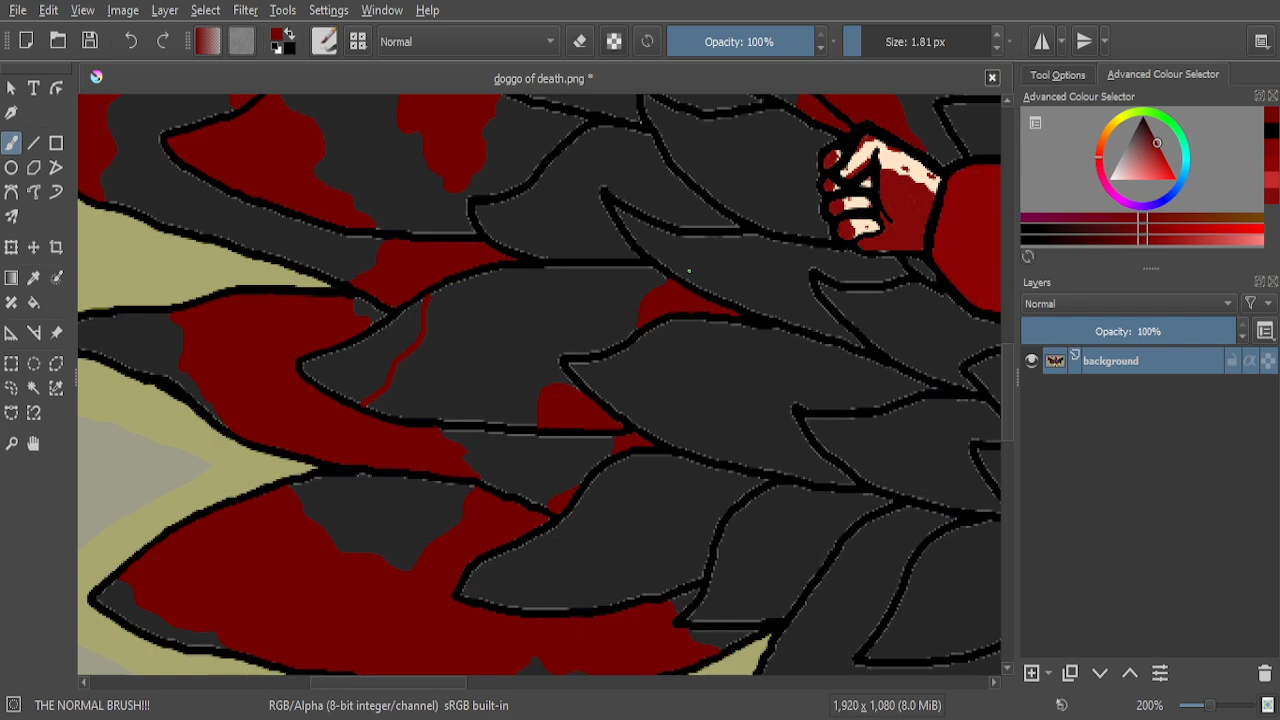 File Edit View Image Layer Select Filter Tools Settings Window Help
Normal Opacity: 100% Size: 1.81 px
doggo of death.png * Tool Options Advanced Colour Selector
Advanced Colour Selector
Layers
Normal
Opacity: 100%
background
THE NORMAL BRUSH!!! RGB/Alpha (8-bit integer/channel) sRGB built-in 1,920 x 1,080 (8.0 MiB) 200%